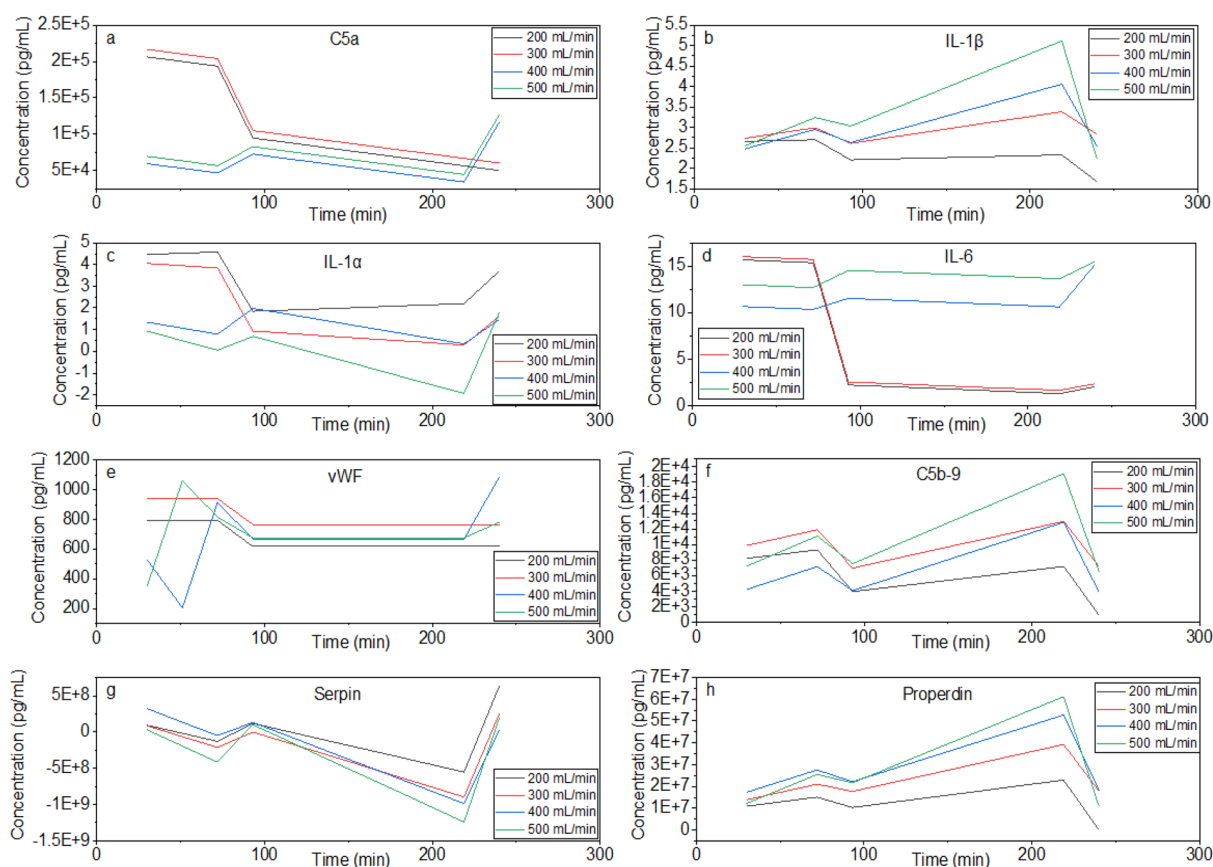 a
C5a
Concentration (pg/mL)
2.5E+5
2E+5
1.5E+5
1E+5
5E+4
200 mL/min
300 mL/min
400 mL/min
500 mL/min
0
100
200
300
Time (min)
b
IL-1β
Concentration (pg/mL)
5.5
5
4.5
4
3.5
3
2.5
2
1.5
200 mL/min
300 mL/min
400 mL/min
500 mL/min
0
100
200
300
Time (min)
c
IL-1α
Concentration (pg/mL)
5
4
3
2
1
0
-1
-2
200 mL/min
300 mL/min
400 mL/min
500 mL/min
0
100
200
300
Time (min)
d
IL-6
Concentration (pg/mL)
15
10
5
0
200 mL/min
300 mL/min
400 mL/min
500 mL/min
0
100
200
300
Time (min)
e
vWF
Concentration (pg/mL)
1200
1000
800
600
400
200
200 mL/min
300 mL/min
400 mL/min
500 mL/min
0
100
200
300
Time (min)
f
C5b-9
Concentration (pg/mL)
2E+4
1.8E+4
1.6E+4
1.4E+4
1.2E+4
1E+4
8E+3
6E+3
4E+3
2E+3
0
200 mL/min
300 mL/min
400 mL/min
500 mL/min
0
100
200
300
Time (min)
g
Serpin
Concentration (pg/mL)
5E+8
0
-5E+8
-1E+9
-1.5E+9
200 mL/min
300 mL/min
400 mL/min
500 mL/min
0
100
200
300
Time (min)
h
Properdin
Concentration (pg/mL)
7E+7
6E+7
5E+7
4E+7
3E+7
2E+7
1E+7
0
200 mL/min
300 mL/min
400 mL/min
500 mL/min
0
100
200
300
Time (min)